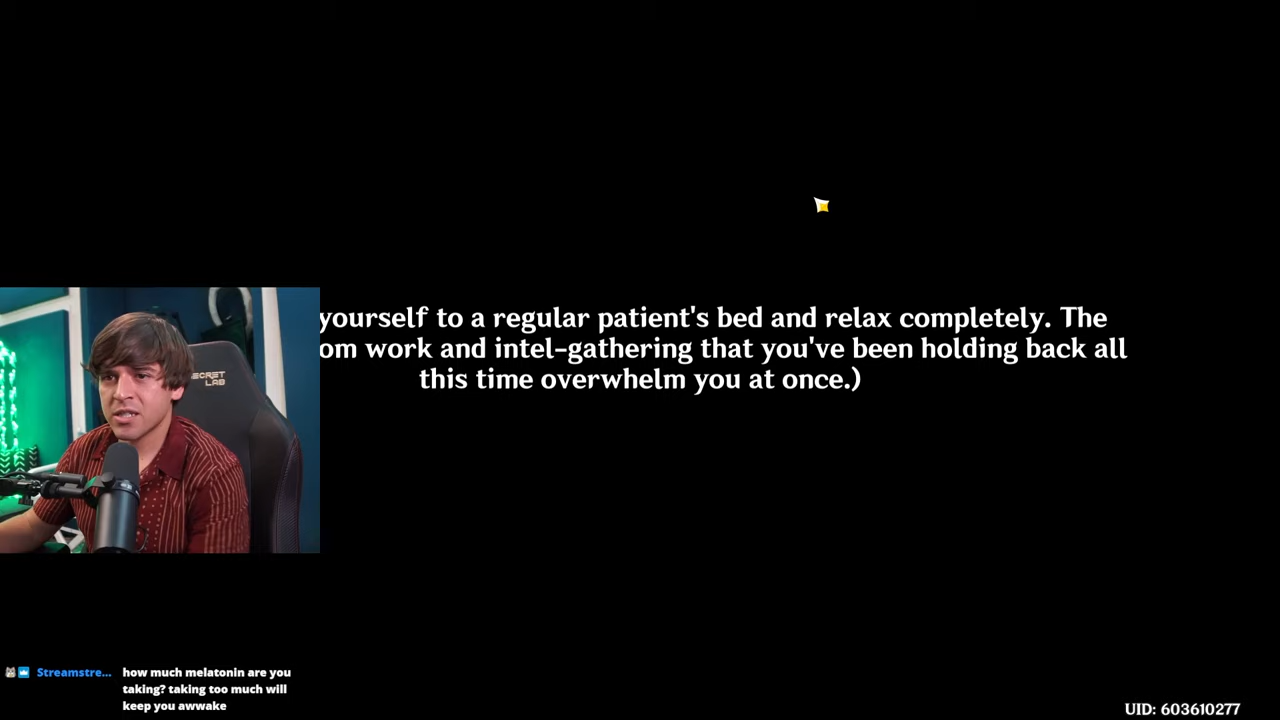 yourself to a regular patient's bed and relax completely. The
om work and intel-gathering that you've been holding back all
this time overwhelm you at once.)
SECRET
LAB
Streamstre... how much melatonin are you
taking? taking too much will
keep you awwake
UID: 603610277